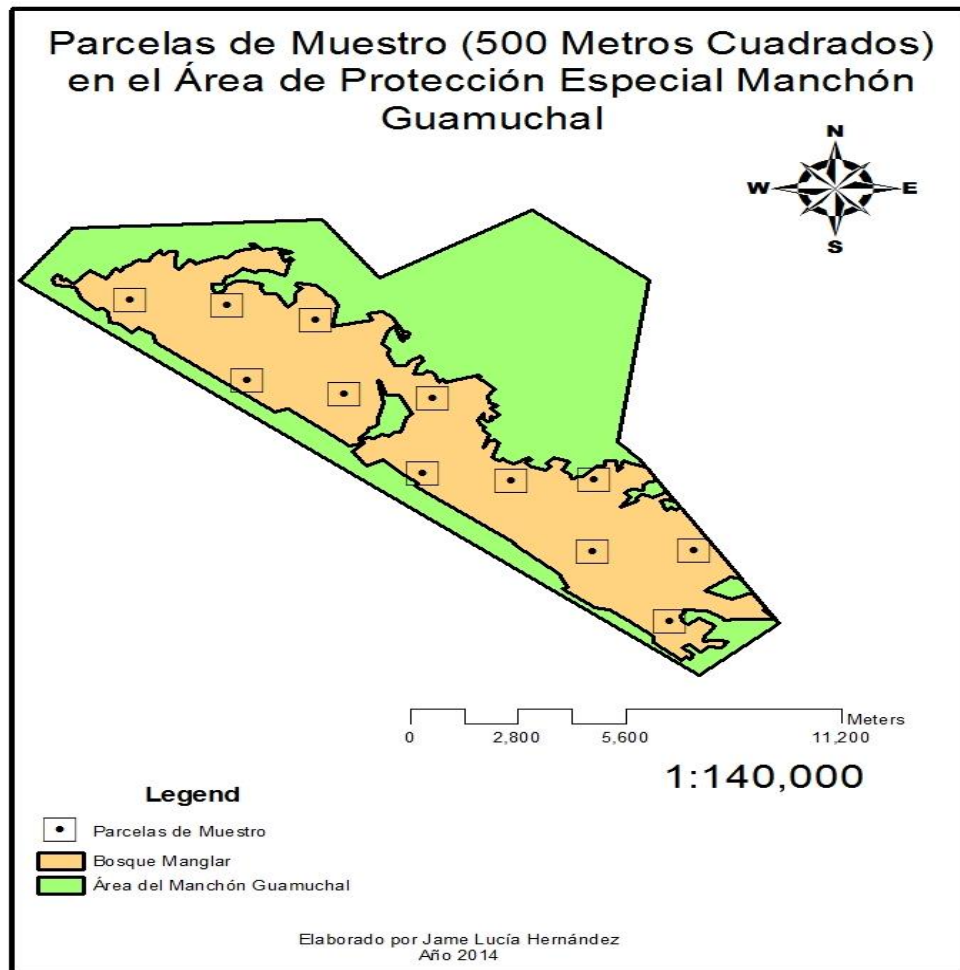 Parcelas de Muestro (500 Metros Cuadrados)
en el Área de Protección Especial Manchón
Guamuchal
N
W E
S
Meters
0 2,800 5,600 11,200
1:140,000
Legend
Parcelas de Muestro
Bosque Manglar
Área del Manchón Guamuchal
Elaborado por Jame Lucía Hernández
Año 2014